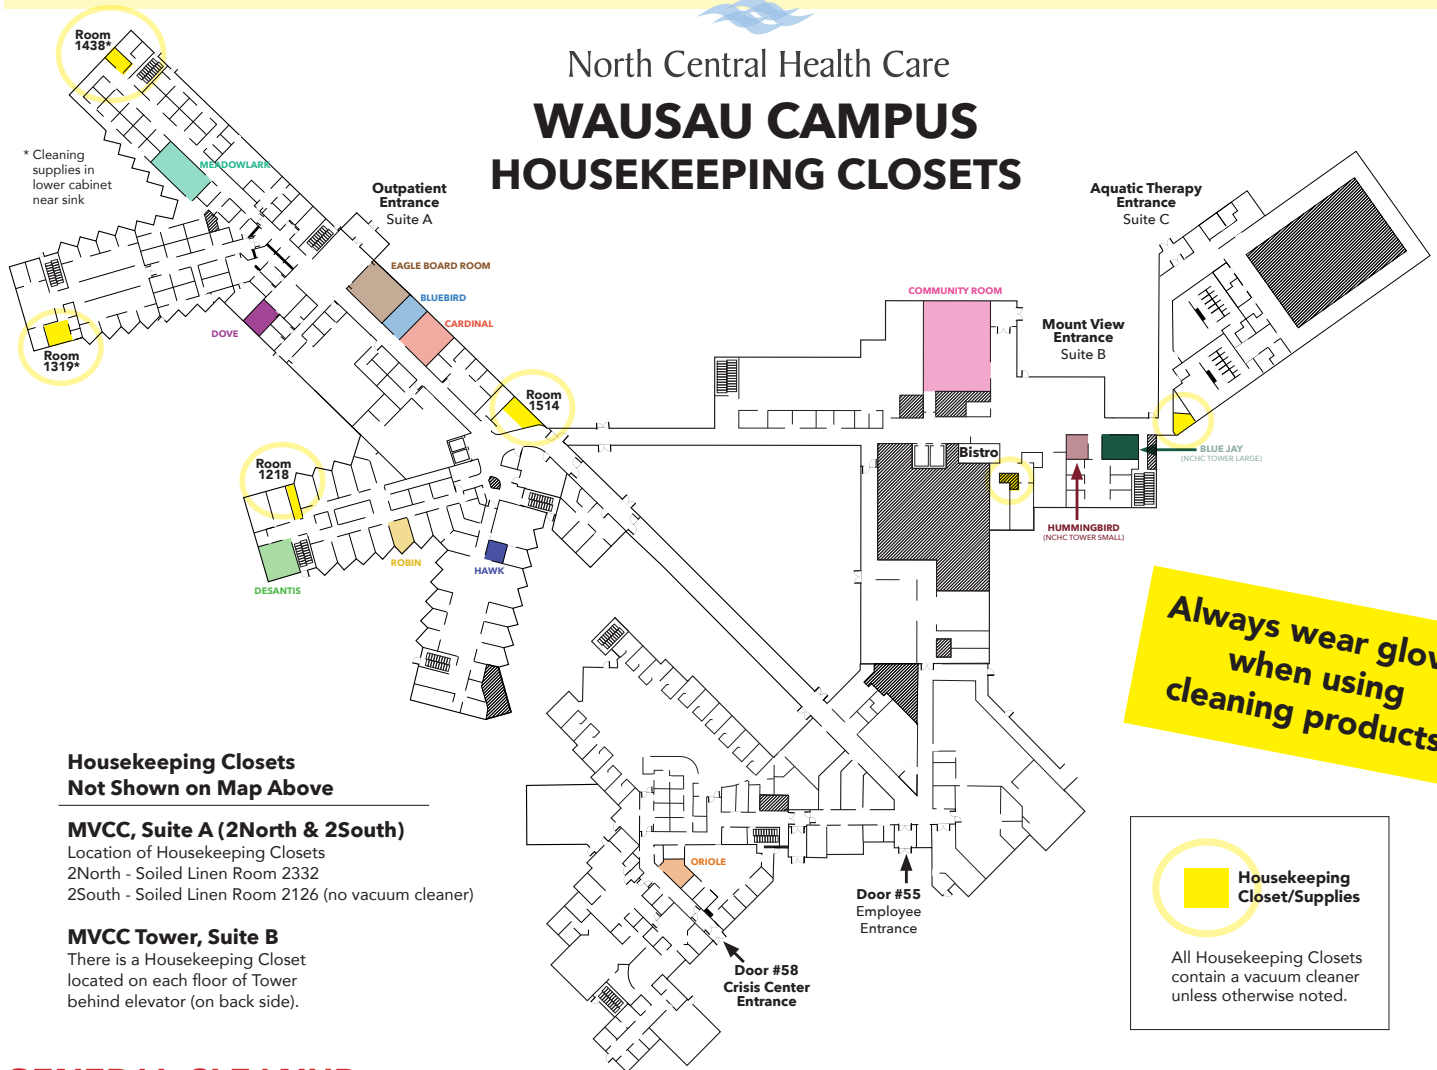 North Central Health Care
WAUSAU CAMPUS
HOUSEKEEPING CLOSETS
Room
1438*
* Cleaning
supplies in
lower cabinet
near sink
MEADOWLARK
Outpatient
Entrance
Suite A
Aquatic Therapy
Entrance
Suite C
EAGLE BOARD ROOM
BLUEBIRD
CARDINAL
DOVE
Room
1319*
COMMUNITY ROOM
Mount View
Entrance
Suite B
Room
1514
Bistro
BLUE JAY
(NCHC TOWER LARGE)
Room
1218
HUMMINGBIRD
(NCHC TOWER SMALL)
ROBIN
HAWK
DESANTIS
Always wear glov
when using
cleaning products
Housekeeping Closets
Not Shown on Map Above
MVCC, Suite A (2North & 2South)
Location of Housekeeping Closets
2North - Soiled Linen Room 2332
2South - Soiled Linen Room 2126 (no vacuum cleaner)
MVCC Tower, Suite B
There is a Housekeeping Closet
located on each floor of Tower
behind elevator (on back side).
ORIOLE
Door #55
Employee
Entrance
Door #58
Crisis Center
Entrance
Housekeeping
Closet/Supplies
All Housekeeping Closets
contain a vacuum cleaner
unless otherwise noted.
GENERAL CLEANUP